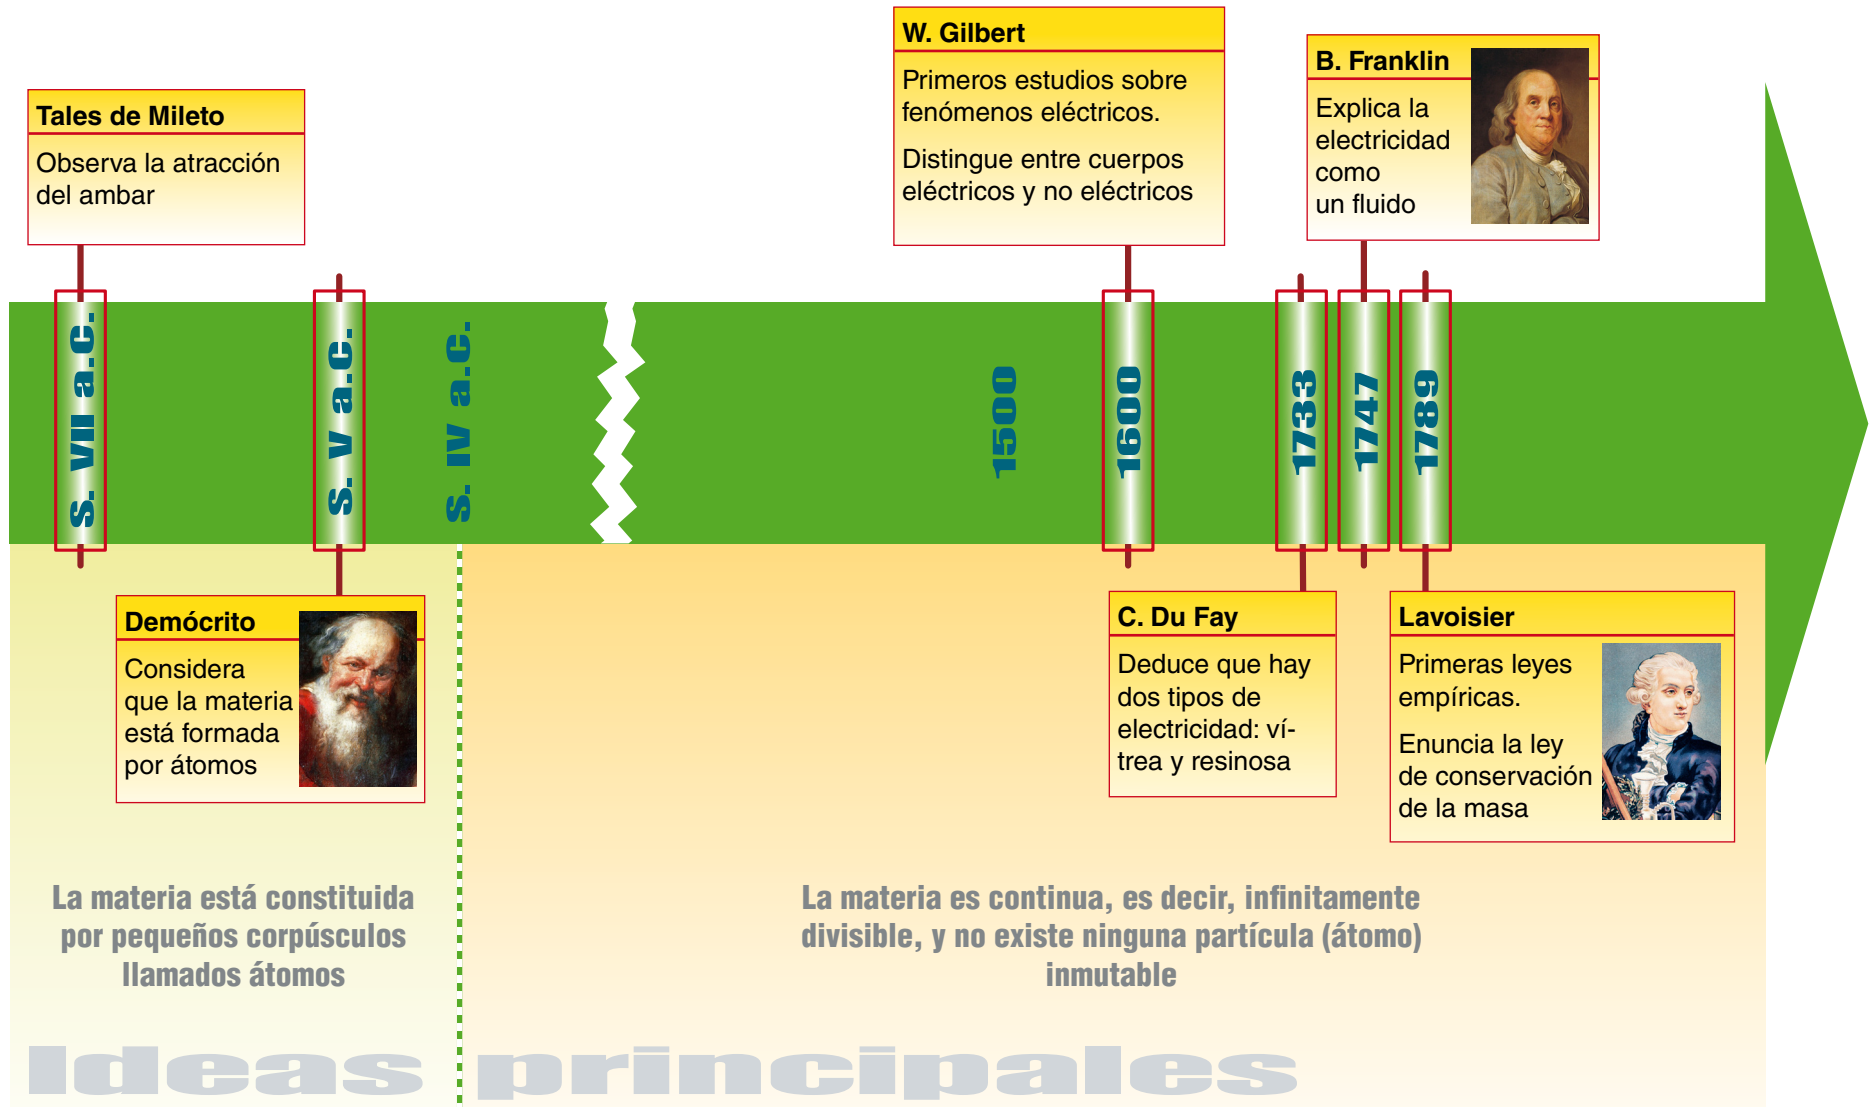 W. Gilbert
Primeros estudios sobre
fenómenos eléctricos.
Distingue entre cuerpos
eléctricos y no eléctricos
B. Franklin
Explica la
electricidad
como
un fluido
Tales de Mileto
Observa la atracción
del ambar
s. VII a.C.
s. V a.C.
s. IV a.C.
1500
1600
1733
1747
1789
Demócrito
Considera
que la materia
está formada
por átomos
C. Du Fay
Deduce que hay
dos tipos de
electricidad: ví-
trea y resinosa
Lavoisier
Primeras leyes
empíricas.
Enuncia la ley
de conservación
de la masa
La materia está constituida
por pequeños corpúsculos
llamados átomos
La materia es continua, es decir, infinitamente
divisible, y no existe ninguna partícula (átomo)
inmutable
Ideas principales